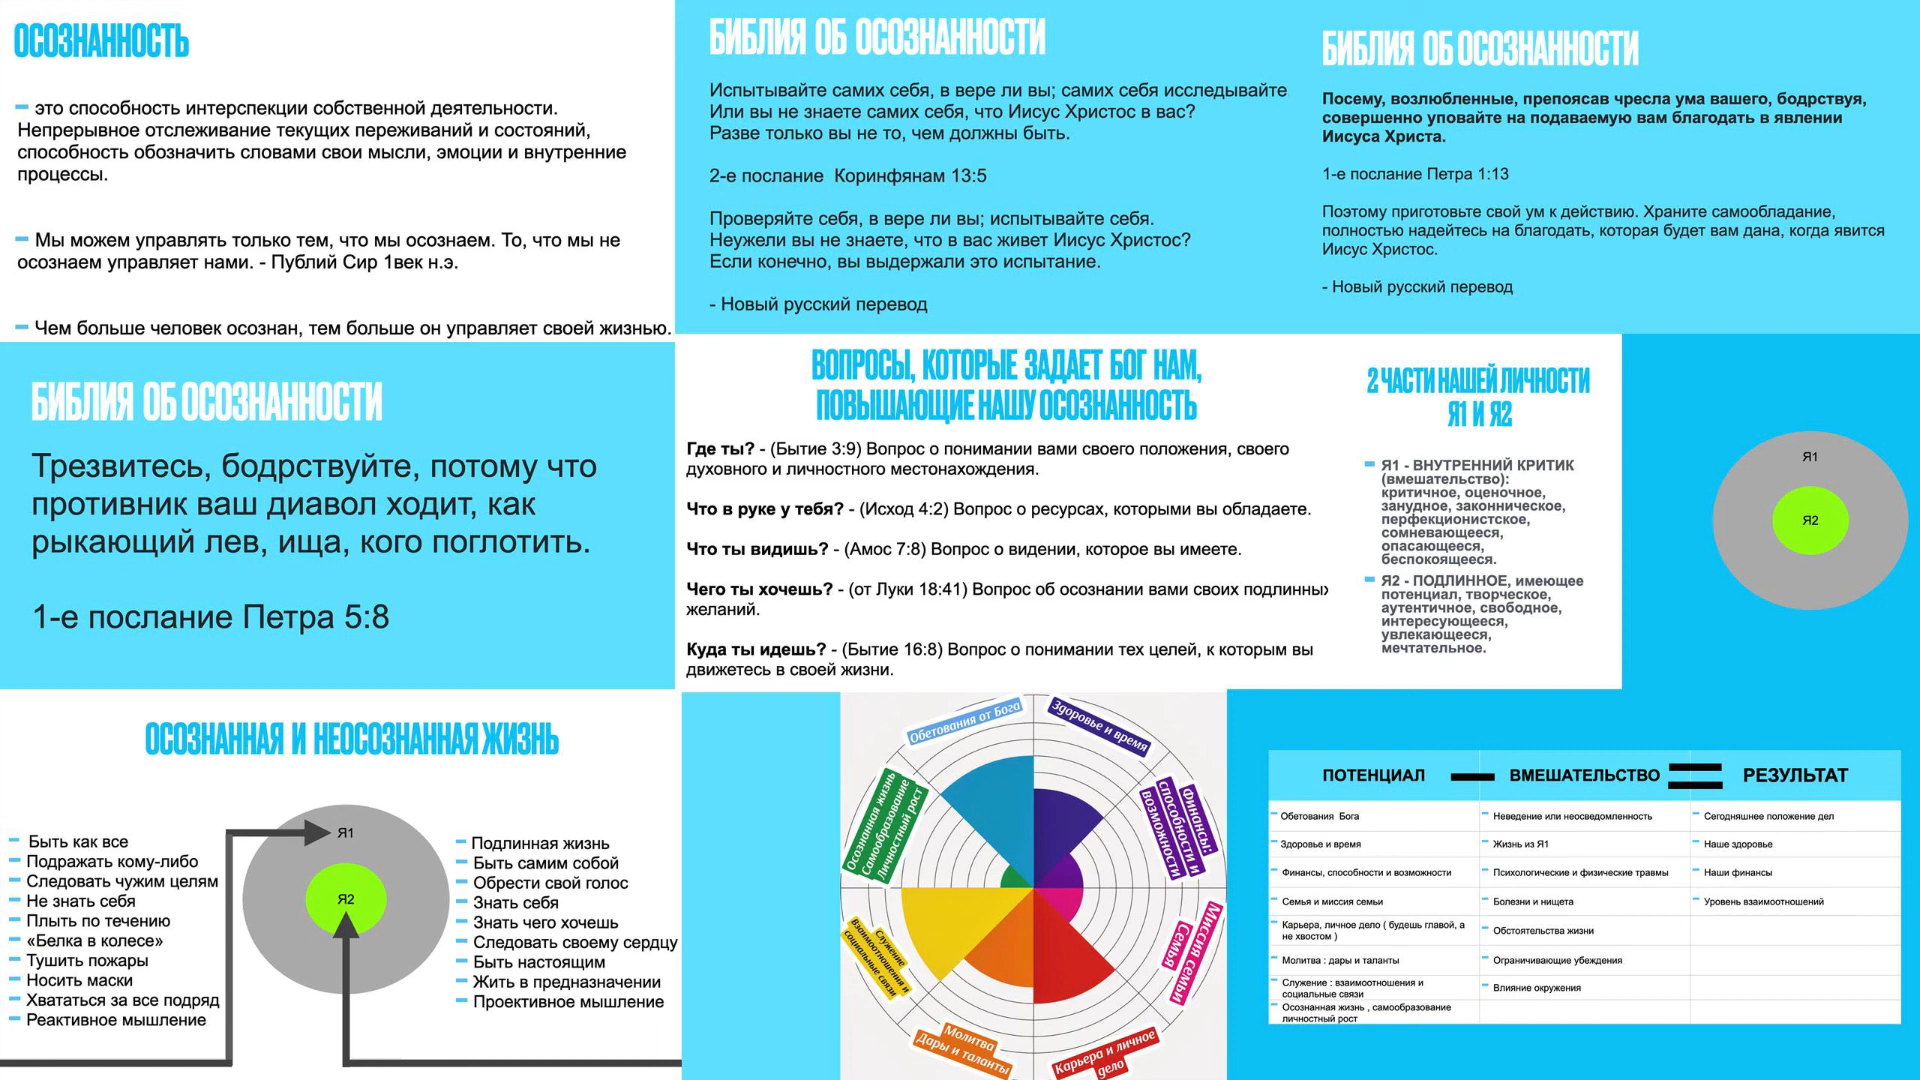 ОСОЗНАННОСТЬ
– это способность интерспекции собственной деятельности.
Непрерывное отслеживание текущих переживаний и состояний,
способность обозначить словами свои мысли, эмоции и внутренние
процессы.
– Мы можем управлять только тем, что мы осознаем. То, что мы не
осознаем управляет нами. - Публий Сир 1век н.э.
– Чем больше человек осознан, тем больше он управляет своей жизнью.
БИБЛИЯ ОБ ОСОЗНАННОСТИ
Испытывайте самих себя, в вере ли вы; самих себя исследывайте
Или вы не знаете самих себя, что Иисус Христос в вас?
Разве только вы не то, чем должны быть.
2-е послание Коринфянам 13:5
Проверяйте себя, в вере ли вы; испытывайте себя.
Неужели вы не знаете, что в вас живет Иисус Христос?
Если конечно, вы выдержали это испытание.
- Новый русский перевод
БИБЛИЯ ОБ ОСОЗНАННОСТИ
Посему, возлюбленные, препоясав чресла ума вашего, бодрствуя,
совершенно уповайте на подаваемую вам благодать в явлении
Иисуса Христа.
1-е послание Петра 1:13
Поэтому приготовьте свой ум к действию. Храните самообладание,
полностью надейтесь на благодать, которая будет вам дана, когда явится
Иисус Христос.
- Новый русский перевод
БИБЛИЯ ОБ ОСОЗНАННОСТИ
Трезвитесь, бодрствуйте, потому что
противник ваш диавол ходит, как
рыкающий лев, ища, кого поглотить.
1-е послание Петра 5:8
ВОПРОСЫ, КОТОРЫЕ ЗАДАЕТ БОГ НАМ,
ПОВЫШАЮЩИЕ НАШУ ОСОЗНАННОСТЬ
Где ты? - (Бытие 3:9) Вопрос о понимании вами своего положения, своего
духовного и личностного местонахождения.
Что в руке у тебя? - (Исход 4:2) Вопрос о ресурсах, которыми вы обладаете.
Что ты видишь? - (Амос 7:8) Вопрос о видении, которое вы имеете.
Чего ты хочешь? - (от Луки 18:41) Вопрос об осознании вами своих подлинных
желаний.
Куда ты идешь? - (Бытие 16:8) Вопрос о понимании тех целей, к которым вы
движетесь в своей жизни.
2 ЧАСТИ НАШЕЙ ЛИЧНОСТИ
Я1 И Я2
– Я1 - ВНУТРЕННИЙ КРИТИК
(вмешательство):
критичное, оценочное,
занудное, законническое,
перфекционистское,
сомневающееся,
опасающееся,
беспокоящееся.
– Я2 - ПОДЛИННОЕ, имеющее
потенциал, творческое,
аутентичное, свободное,
интересующееся,
увлекающееся,
мечтательное.
Я1
Я2
ОСОЗНАННАЯ И НЕОСОЗНАННАЯ ЖИЗНЬ
– Быть как все
– Подражать кому-либо
– Следовать чужим целям
– Не знать себя
– Плыть по течению
– «Белка в колесе»
– Тушить пожары
– Носить маски
– Хвататься за все подряд
– Реактивное мышление
Я1
Я2
– Подлинная жизнь
– Быть самим собой
– Обрести свой голос
– Знать себя
– Знать чего хочешь
– Следовать своему сердцу
– Быть настоящим
– Жить в предназначении
– Проективное мышление
Обетования от Бога
Здоровье и время
Финансы:
способности и
возможности
Миссия семьи
Семья
Карьера и личное
дело
Молитва
Дары и таланты
Служение
Взаимоотношения и
социальные связи
Осознанная жизнь
Самообразование
Личностный рост
ПОТЕНЦИАЛ — ВМЕШАТЕЛЬСТВО = РЕЗУЛЬТАТ
– Обетования Бога – Неведение или неосведомленность – Сегодняшнее положение дел
– Здоровье и время – Жизнь из Я1 – Наше здоровье
– Финансы, способности и возможности – Психологические и физические травмы – Наши финансы
– Семья и миссия семьи – Болезни и нищета – Уровень взаимоотношений
– Карьера, личное дело ( будешь главой, а
не хвостом ) – Обстоятельства жизни
– Молитва : дары и таланты – Ограничивающие убеждения
– Служение : взаимоотношения и
социальные связи – Влияние окружения
– Осознанная жизнь , самообразование
личностный рост